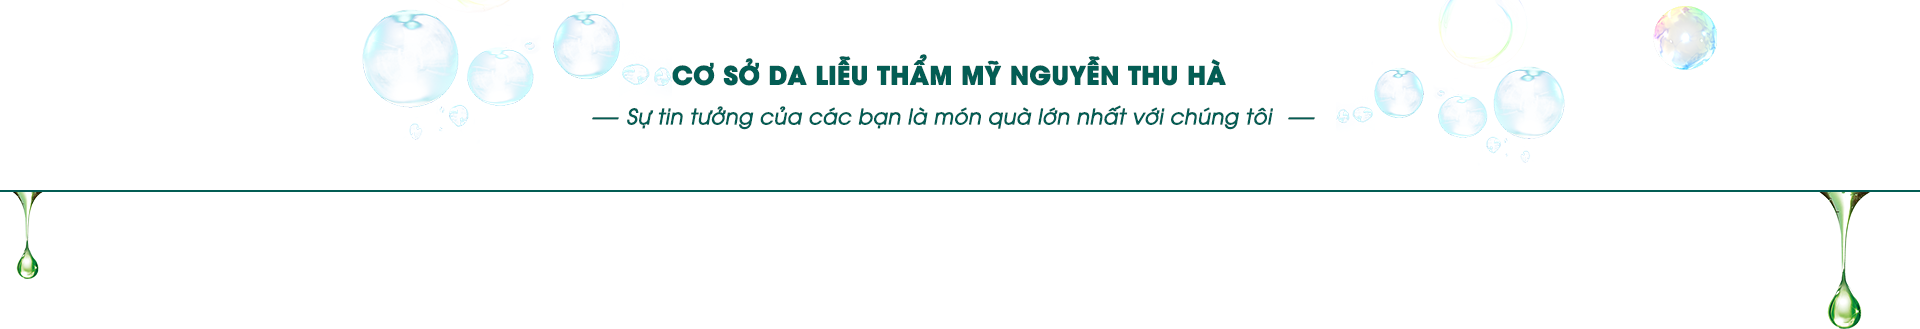 CƠ SỞ DA LIỄU THẨM MỸ NGUYỄN THU HÀ
— Sự tin tưởng của các bạn là món quà lớn nhất với chúng tôi —